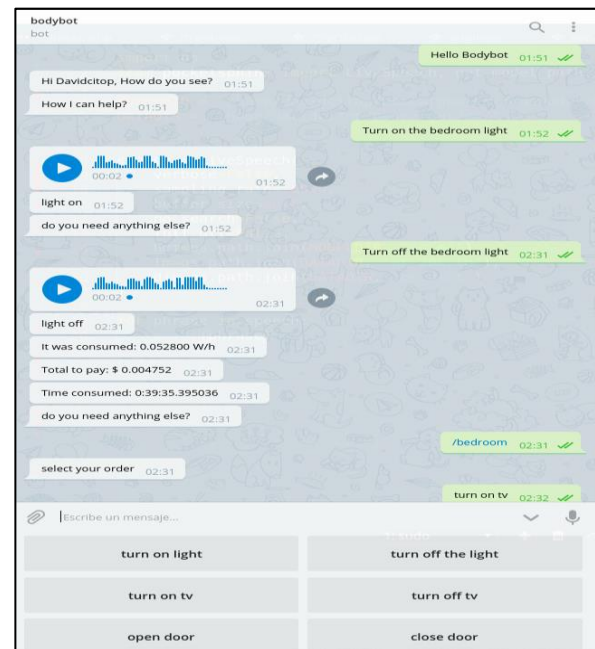 bodybot
bot
Hello Bodybot 01:51
Hi Davidcitop, How do you see? 01:51
How I can help? 01:51
Turn on the bedroom light 01:52
00:02 01:52
light on 01:52
do you need anything else? 01:52
Turn off the bedroom light 02:31
00:02 02:31
light off 02:31
It was consumed: 0.052800 W/h 02:31
Total to pay: $ 0.004752 02:31
Time consumed: 0:39:35.395036 02:31
do you need anything else? 02:31
/bedroom 02:31
select your order 02:31
turn on tv 02:32
Escribe un mensaje...
turn on light turn off the light
turn on tv turn off tv
open door close door